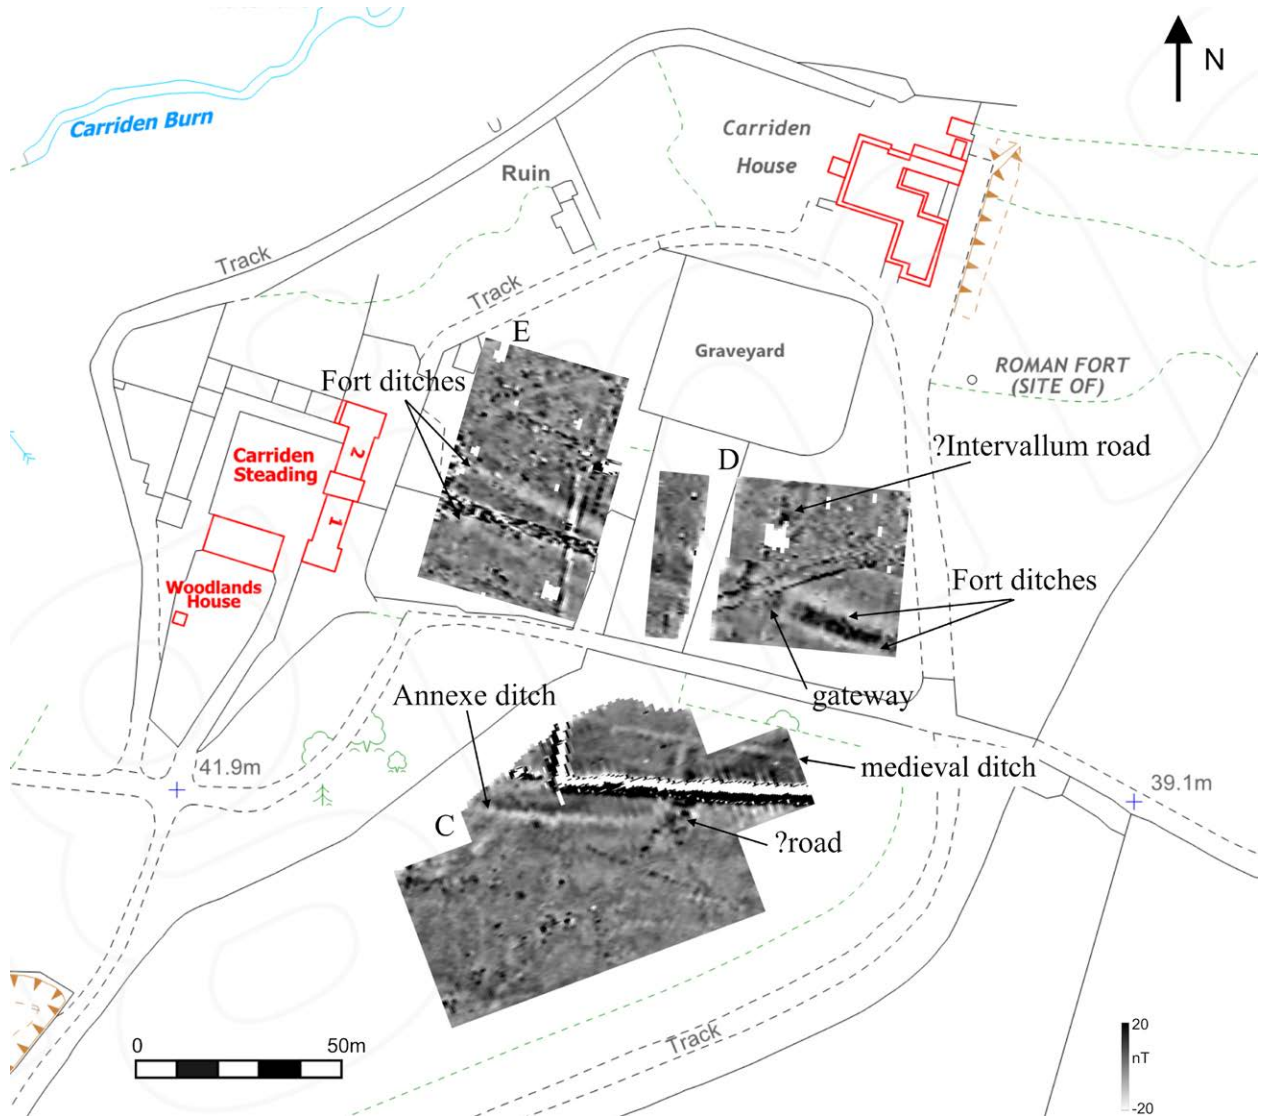 N
Carriden Burn
Carriden
House
Ruin
Track
Track
E
Graveyard
Fort ditches
ROMAN FORT
(SITE OF)
?Intervallum road
D
Carriden
Steading
2
1
Fort ditches
Woodlands
House
gateway
Annexe ditch
41.9m
medieval ditch
39.1m
C
?road
Track
0 50m
20
nT
-20